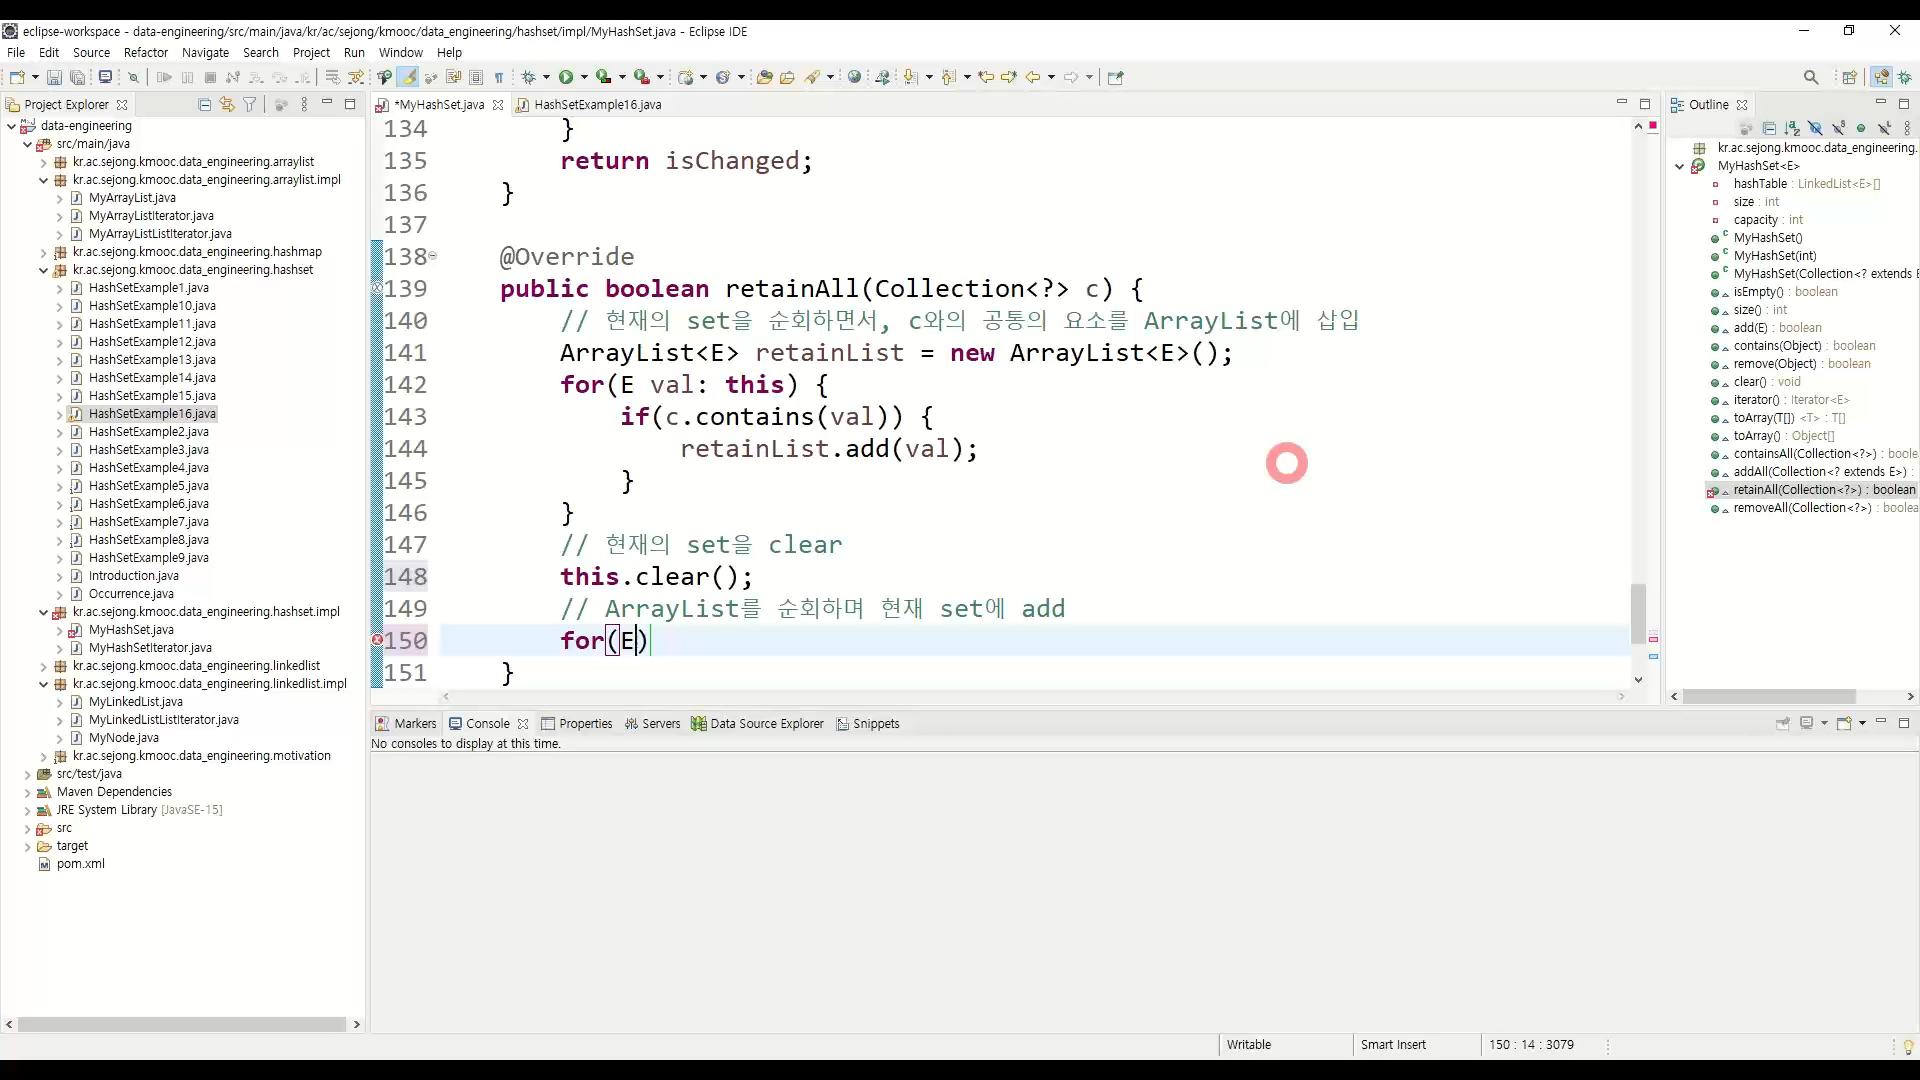 eclipse-workspace - data-engineering/src/main/java/kr/ac/sejong/kmooc/data_engineering/hashset/impl/MyHashSet.java - Eclipse IDE
File Edit Source Refactor Navigate Search Project Run Window Help
Project Explorer
data-engineering
src/main/java
kr.ac.sejong.kmooc.data_engineering.arraylist
kr.ac.sejong.kmooc.data_engineering.arraylist.impl
MyArrayList.java
MyArrayListIterator.java
MyArrayListListIterator.java
kr.ac.sejong.kmooc.data_engineering.hashmap
kr.ac.sejong.kmooc.data_engineering.hashset
HashSetExample1.java
HashSetExample10.java
HashSetExample11.java
HashSetExample12.java
HashSetExample13.java
HashSetExample14.java
HashSetExample15.java
HashSetExample16.java
HashSetExample2.java
HashSetExample3.java
HashSetExample4.java
HashSetExample5.java
HashSetExample6.java
HashSetExample7.java
HashSetExample8.java
HashSetExample9.java
Introduction.java
Occurrence.java
kr.ac.sejong.kmooc.data_engineering.hashset.impl
MyHashSet.java
MyHashSetIterator.java
kr.ac.sejong.kmooc.data_engineering.linkedlist
kr.ac.sejong.kmooc.data_engineering.linkedlist.impl
MyLinkedList.java
MyLinkedListListIterator.java
MyNode.java
kr.ac.sejong.kmooc.data_engineering.motivation
src/test/java
Maven Dependencies
JRE System Library [JavaSE-15]
src
target
pom.xml
*MyHashSet.java HashSetExample16.java
134 }
135 return isChanged;
136 }
137
138 @Override
139 public boolean retainAll(Collection<?> c) {
140 // 현재의 set을 순회하면서, c와의 공통의 요소를 ArrayList에 삽입
141 ArrayList<E> retainList = new ArrayList<E>();
142 for(E val: this) {
143 if(c.contains(val)) {
144 retainList.add(val);
145 }
146 }
147 // 현재의 set을 clear
148 this.clear();
149 // ArrayList를 순회하며 현재 set에 add
150 for(E)
151 }
Outline
kr.ac.sejong.kmooc.data_engineering.
MyHashSet<E>
hashTable : LinkedList<E>[]
size : int
capacity : int
MyHashSet()
MyHashSet(int)
MyHashSet(Collection<? extends E
isEmpty() : boolean
size() : int
add(E) : boolean
contains(Object) : boolean
remove(Object) : boolean
clear() : void
iterator() : Iterator<E>
toArray(T[]) <T> : T[]
toArray() : Object[]
containsAll(Collection<?>) : boole
addAll(Collection<? extends E>) :
retainAll(Collection<?>) : boolean
removeAll(Collection<?>) : boolea
Markers Console Properties Servers Data Source Explorer Snippets
No consoles to display at this time.
Writable Smart Insert 150 : 14 : 3079